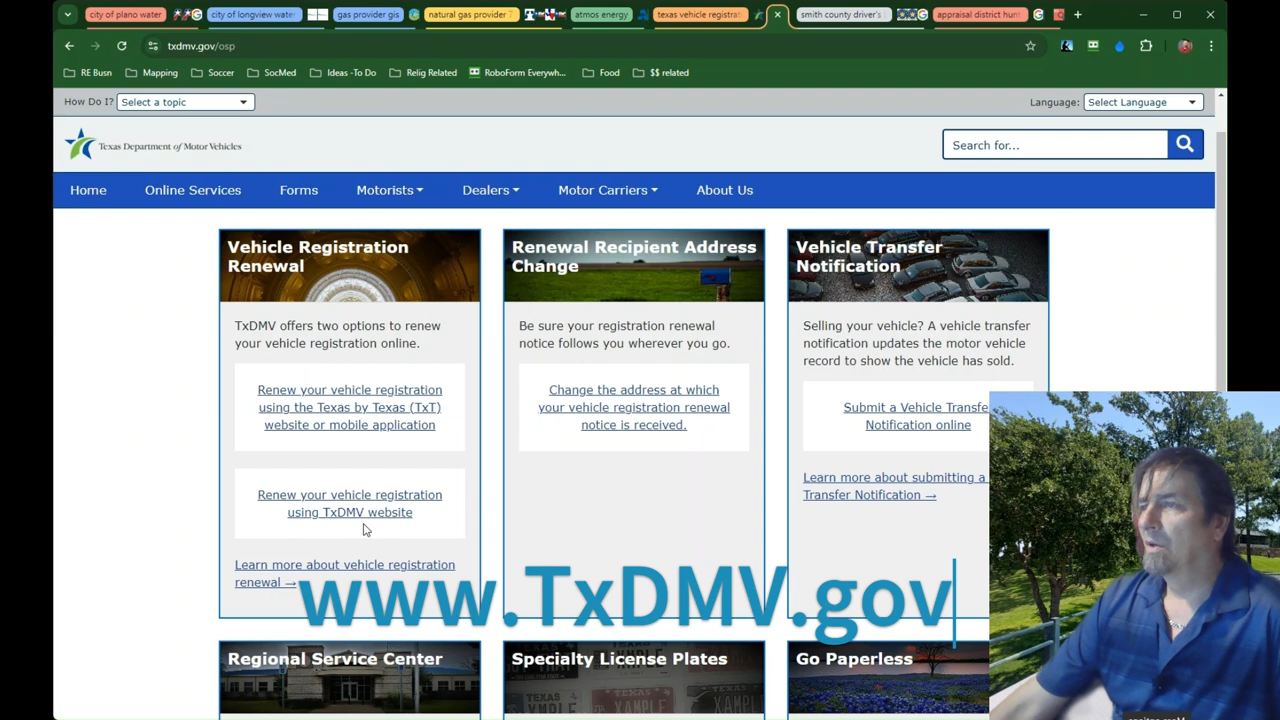 city of plano water
city of longview water
gas provider gis
natural gas provider 7
atmos energy
texas vehicle registrat
smith county driver's l
appraisal district hunt
txdmv.gov/osp
RE Busn
Mapping
Soccer
SocMed
Ideas -To Do
Relig Related
RoboForm Everywh...
Food
$$ related
How Do I?
Select a topic
Language:
Select Language
Texas Department of Motor Vehicles
Search for...
Home
Online Services
Forms
Motorists
Dealers
Motor Carriers
About Us
Vehicle Registration
Renewal
TxDMV offers two options to renew
your vehicle registration online.
Renew your vehicle registration
using the Texas by Texas (TxT)
website or mobile application
Renew your vehicle registration
using TxDMV website
Learn more about vehicle registration
renewal →
Renewal Recipient Address
Change
Be sure your registration renewal
notice follows you wherever you go.
Change the address at which
your vehicle registration renewal
notice is received.
Vehicle Transfer
Notification
Selling your vehicle? A vehicle transfer
notification updates the motor vehicle
record to show the vehicle has sold.
Submit a Vehicle Transfe
Notification online
Learn more about submitting a
Transfer Notification →
www.TxDMV.gov
Regional Service Center
Specialty License Plates
TEXAS
XAMPLE
Go Paperless